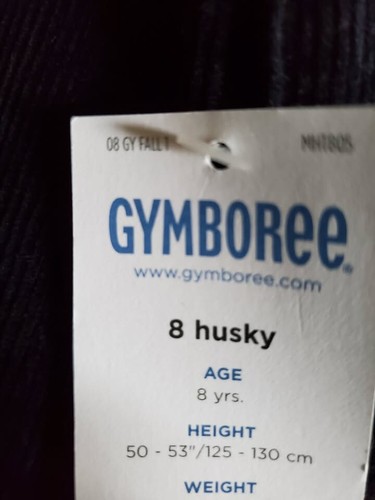 08 GY FALL 1 MHT805
GYMBOREE
www.gymboree.com
8 husky
AGE
8 yrs.
HEIGHT
50 - 53"/125 - 130 cm
WEIGHT